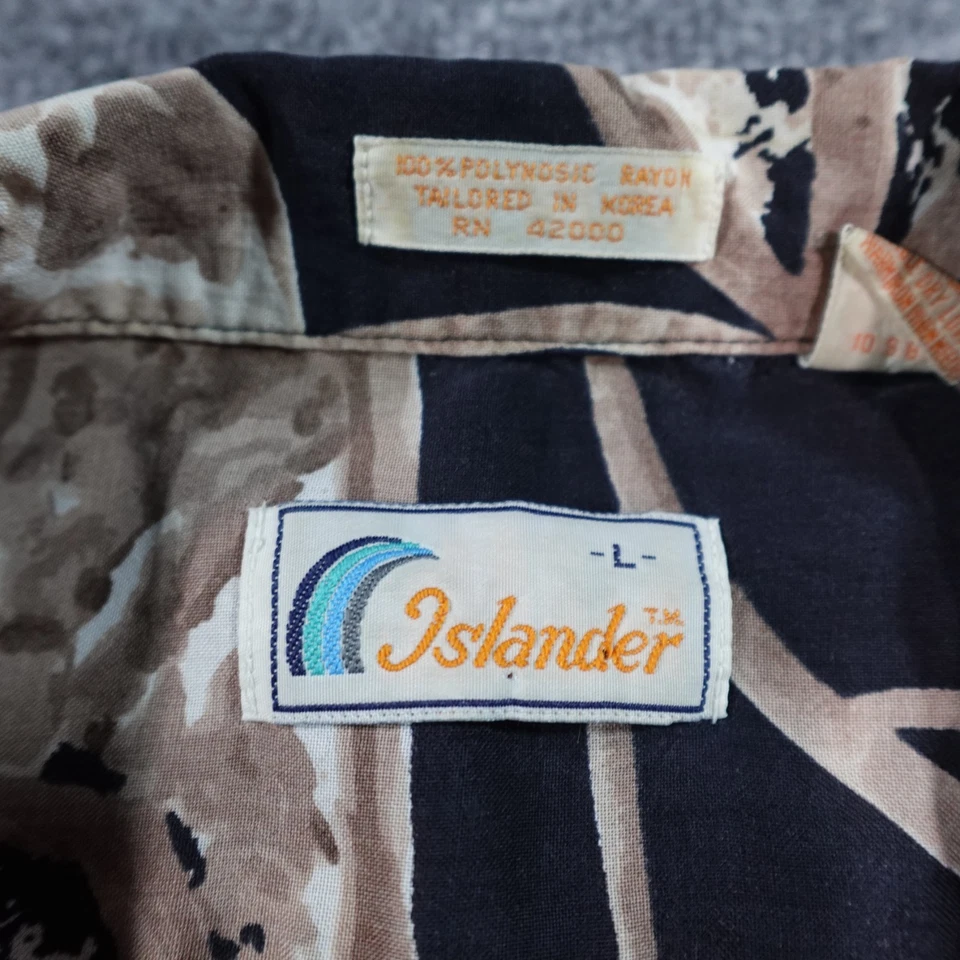 100% POLYNOSIC RAYON
TAILORED IN KOREA
RN 42000
-L-
Islander T.M.